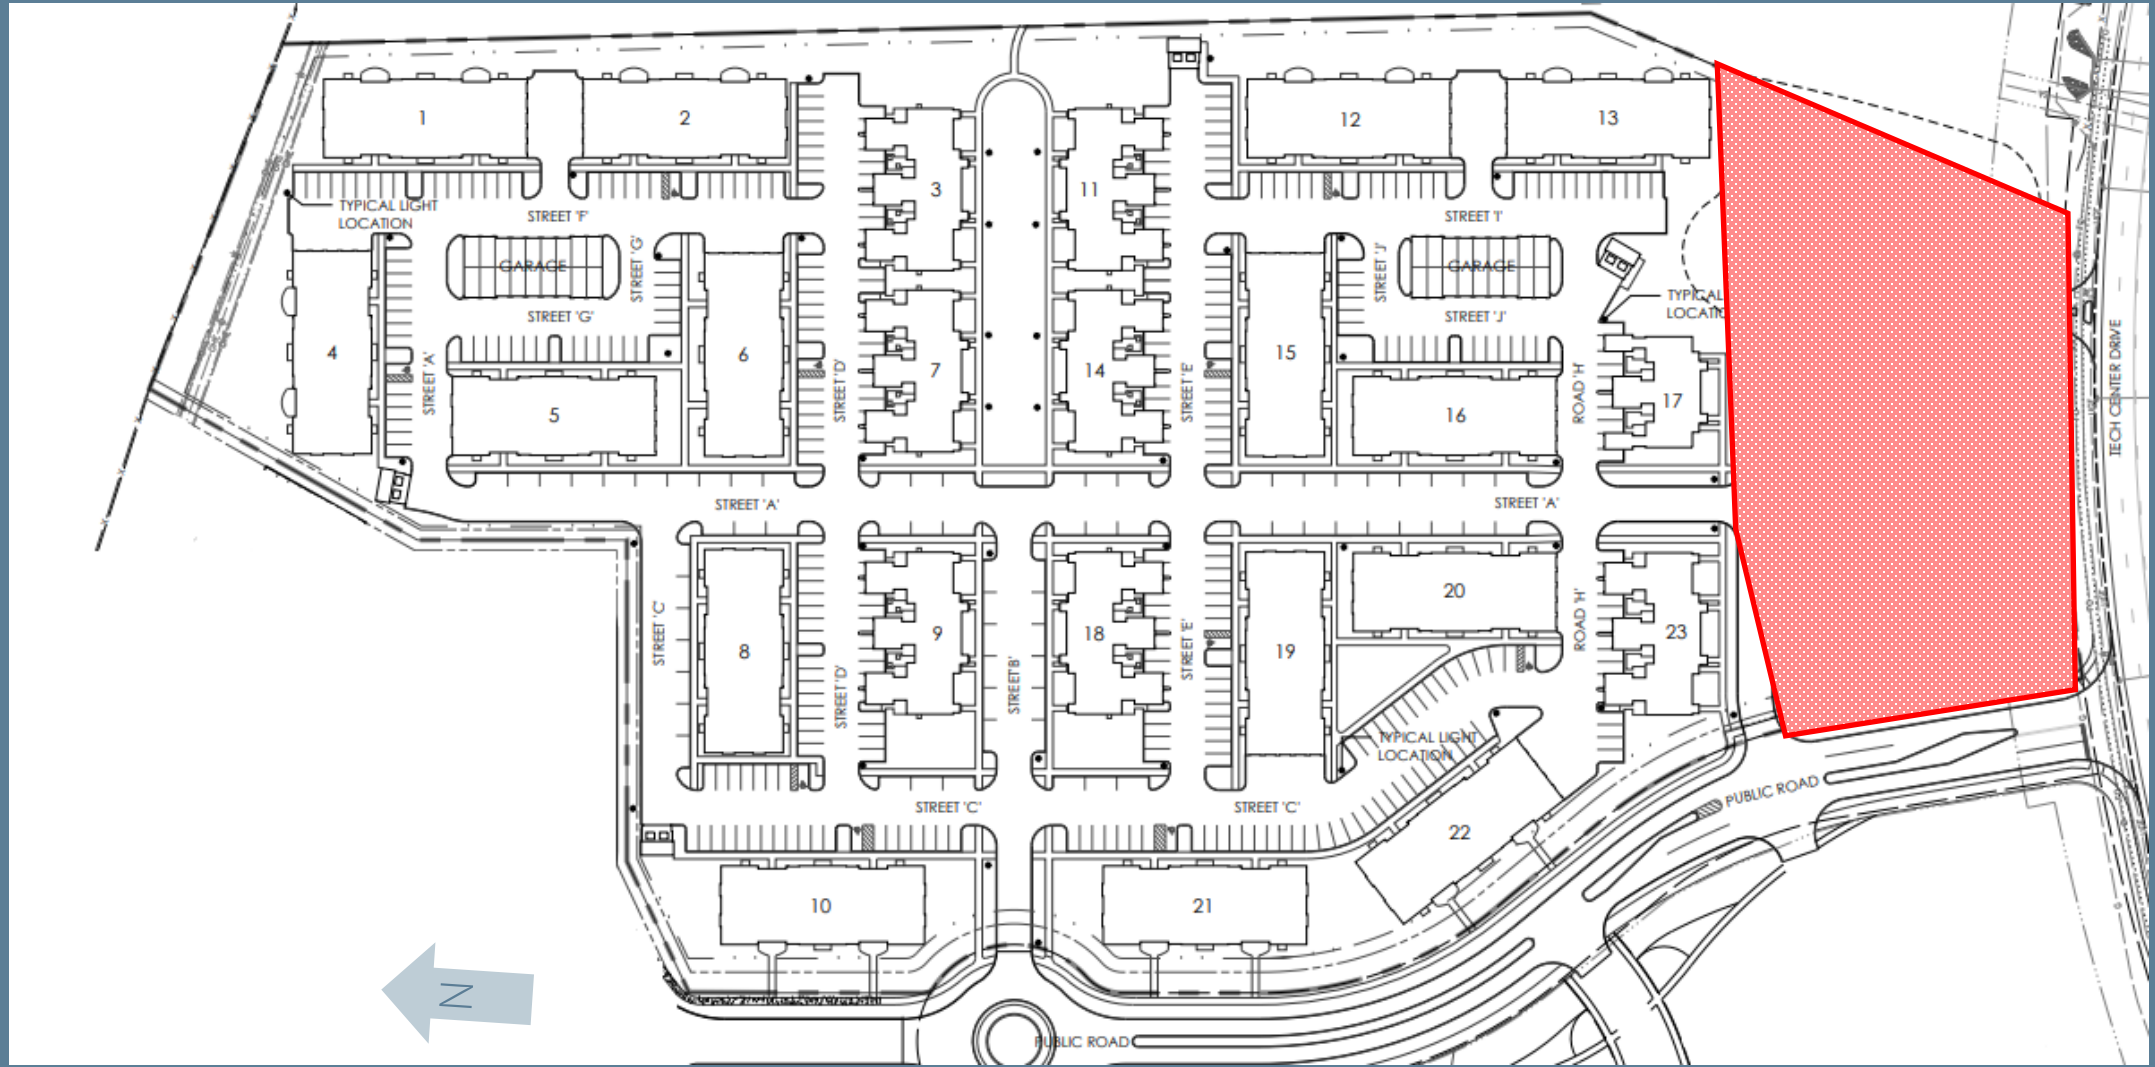 1
2
12
13
3
11
TYPICAL LIGHT
LOCATION
STREET 'F'
STREET 'I'
GARAGE
STREET 'G'
STREET 'J'
GARAGE
STREET 'G'
STREET 'J'
TYPICAL
4
STREET 'A'
5
6
STREET 'D'
7
14
STREET 'E'
15
16
ROAD 'H'
17
TECH CENTER DRIVE
STREET 'A'
STREET 'A'
STREET 'C'
8
STREET 'D'
9
STREET 'B'
18
STREET 'E'
19
20
ROAD 'H'
23
TYPICAL LIGHT
LOCATION
PUBLIC ROAD
STREET 'C'
STREET 'C'
22
10
21
N
PUBLIC ROAD